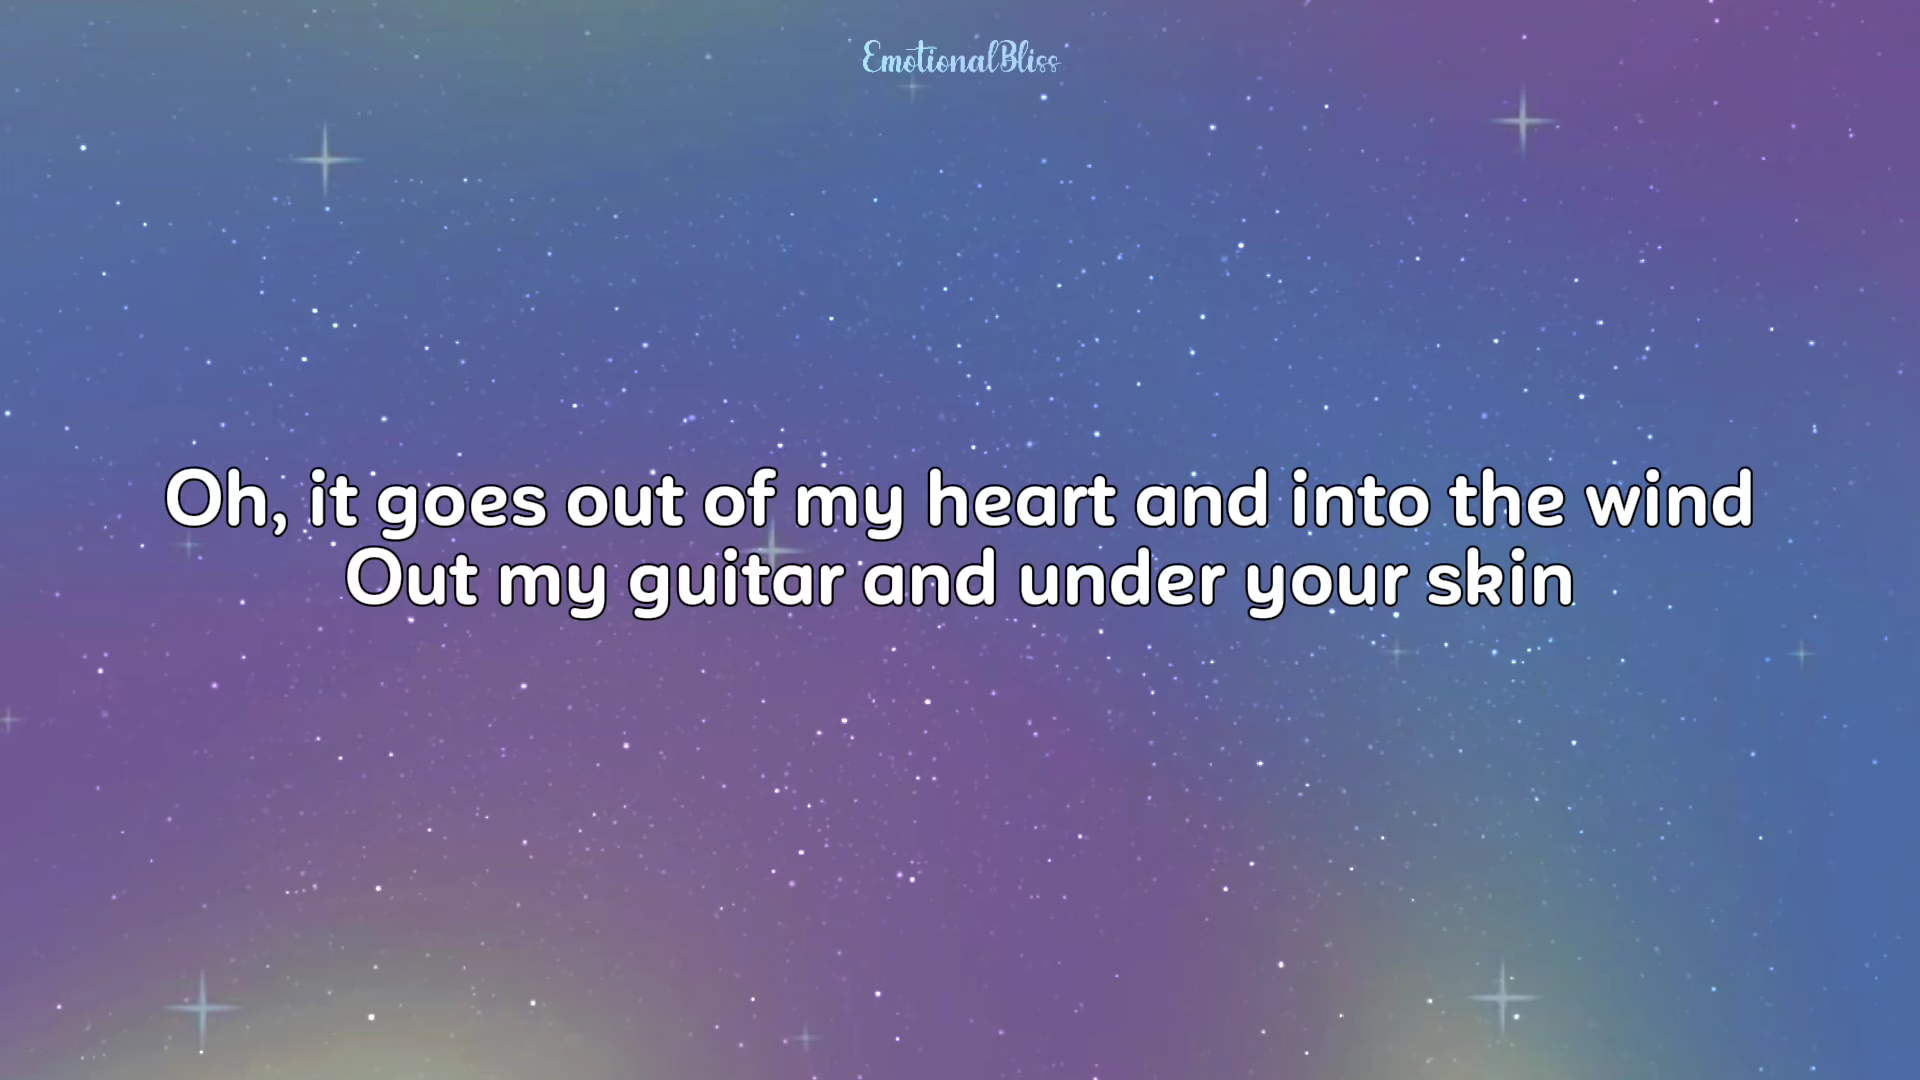 EmotionalBliss
Oh, it goes out of my heart and into the wind
Out my guitar and under your skin